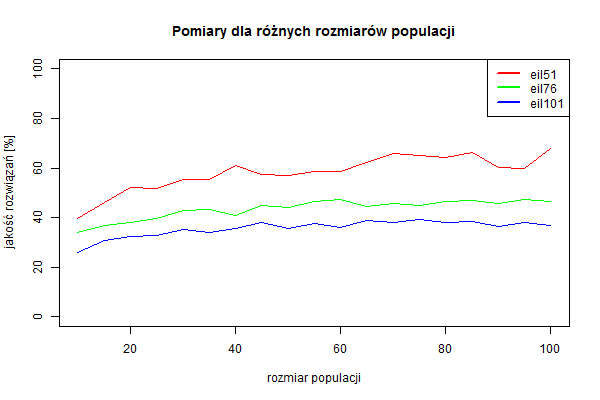 Pomiary dla różnych rozmiarów populacji
eil51
eil76
eil101
jakość rozwiązań [%]
100
80
60
40
20
0
20 40 60 80 100
rozmiar populacji